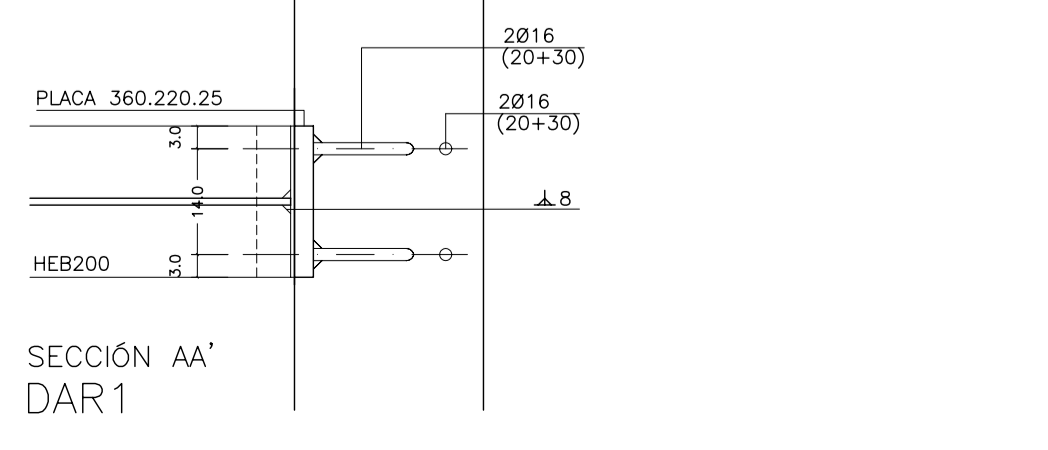 2Ø16
(20+30)
PLACA 360.220.25
2Ø16
(20+30)
3.0
14.0
8
3.0
HEB200
SECCIÓN AA'
DAR1